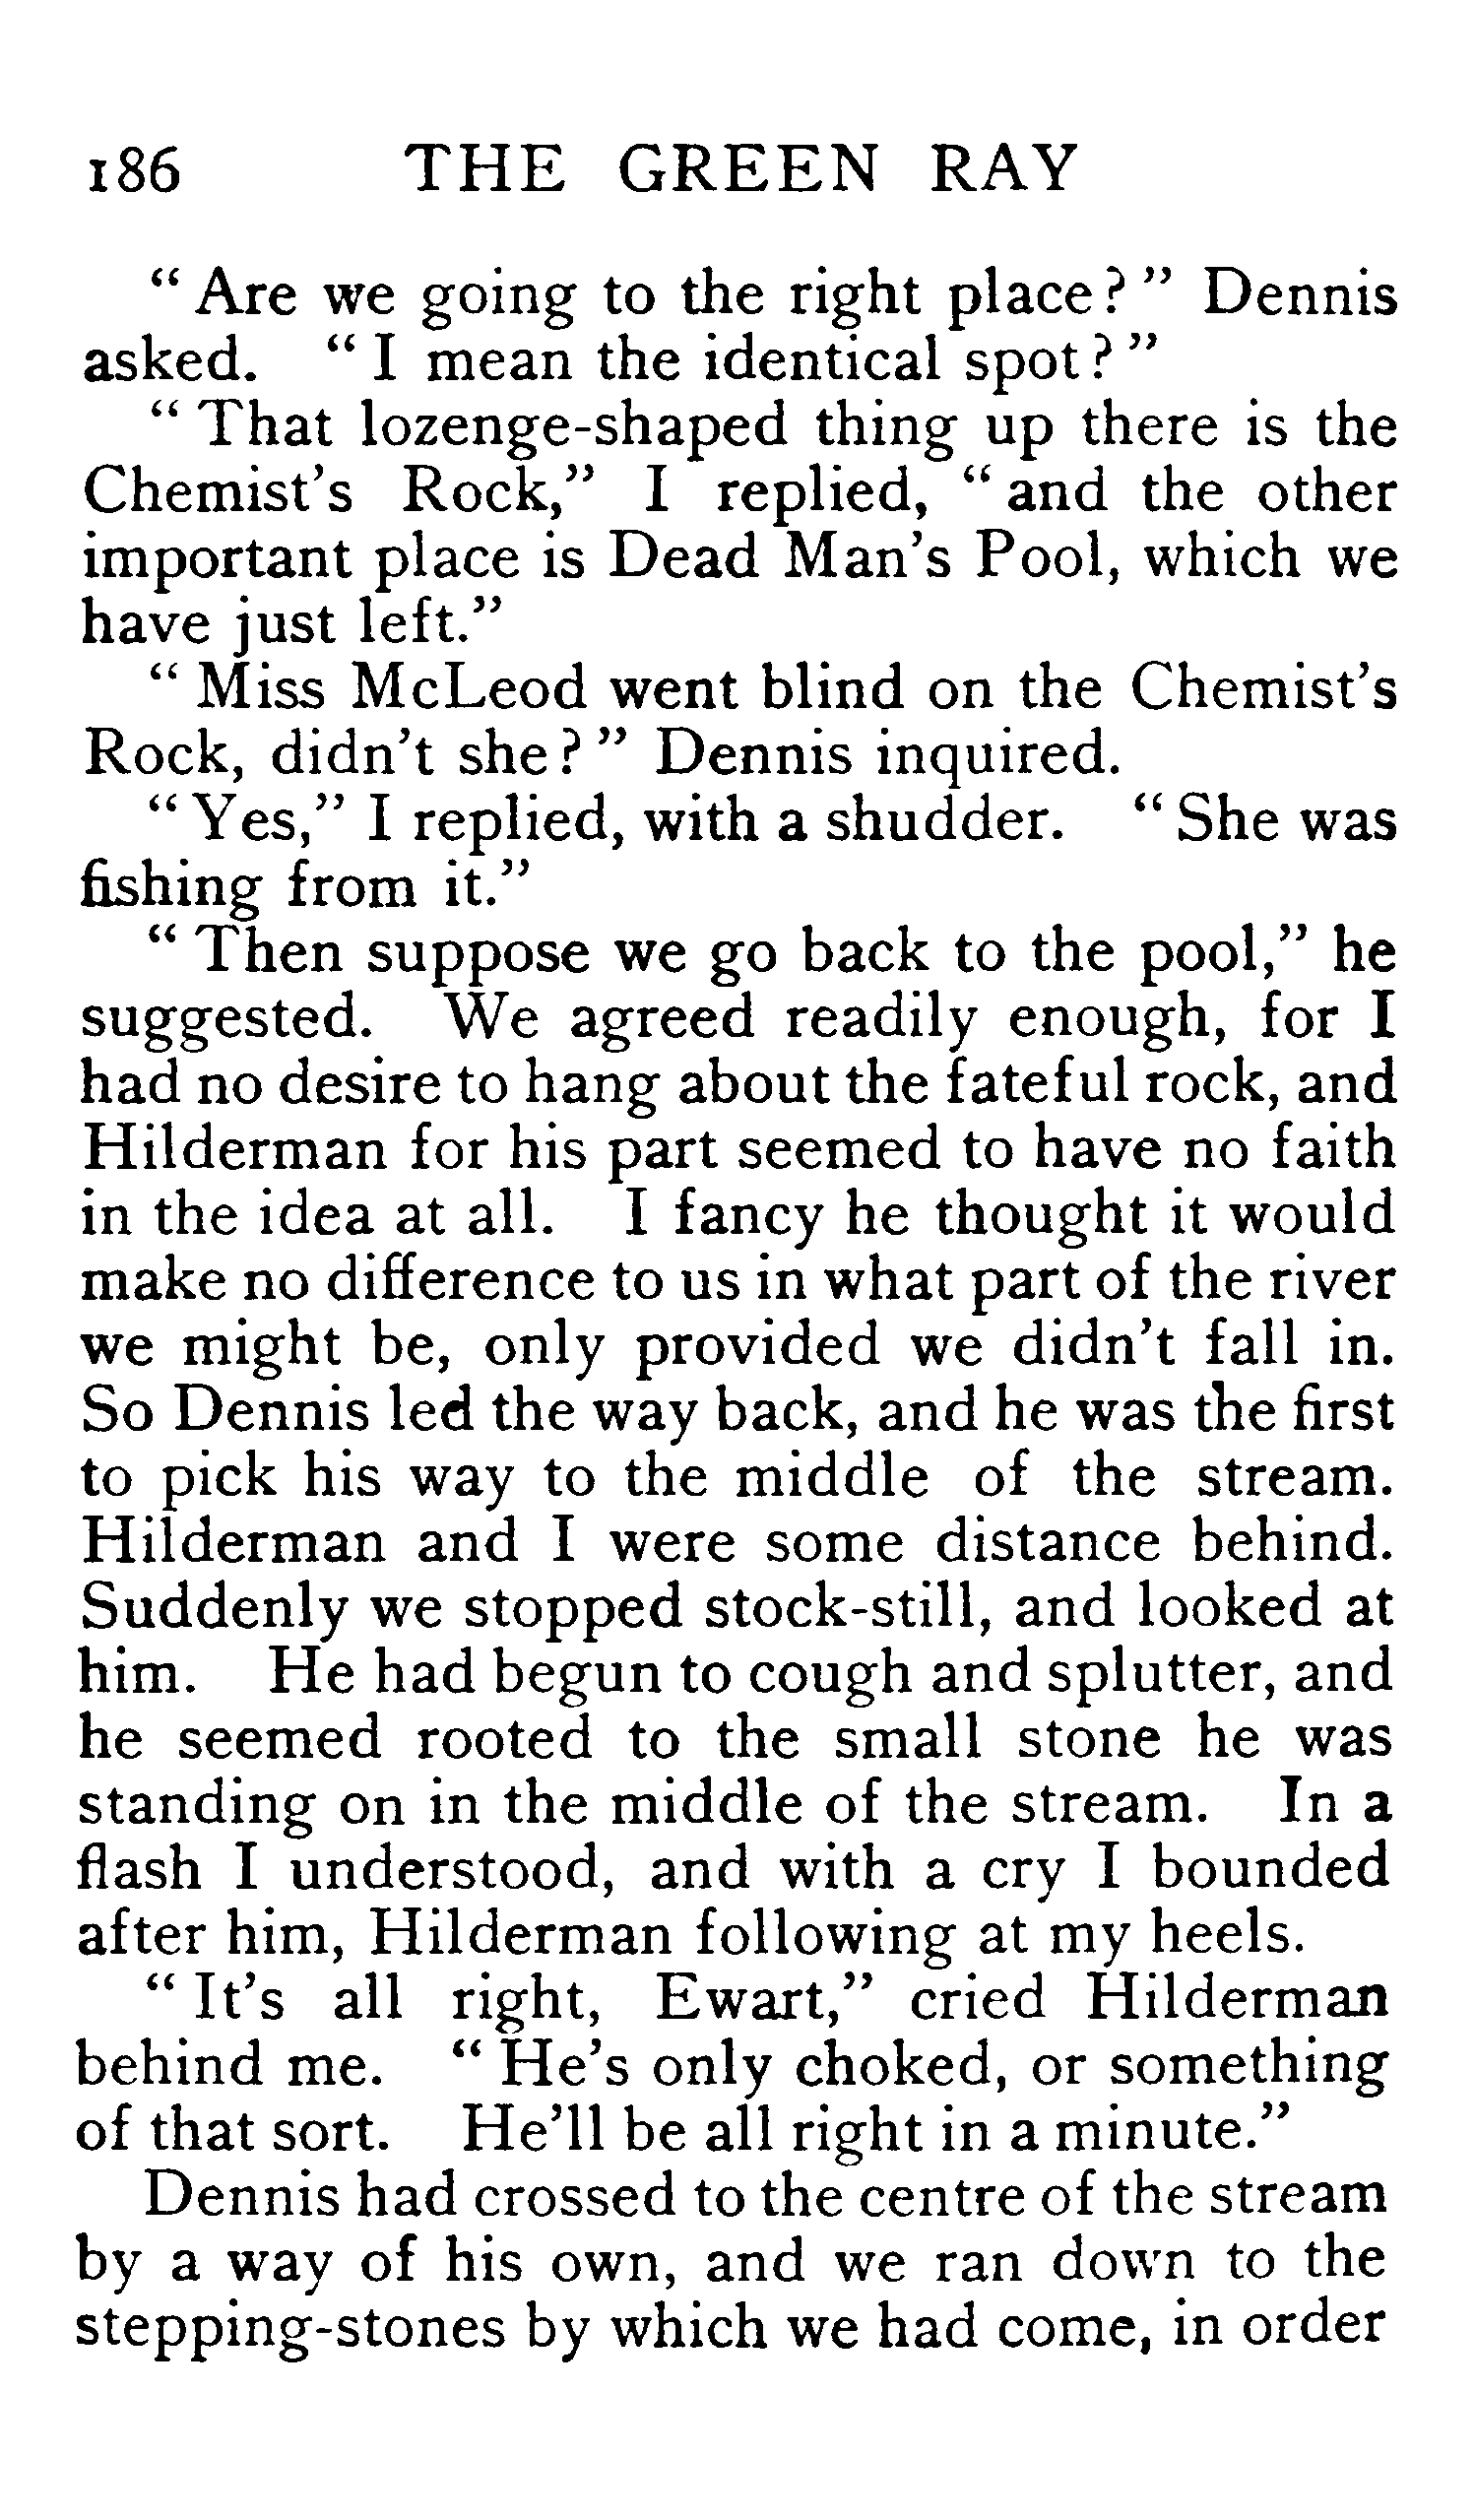 186 THE GREEN RAY
“ Are we going to the right place ? ” Dennis
asked. “ I mean the identical spot ? ”
“ That lozenge-shaped thing up there is the
Chemist’s Rock,” I replied, “ and the other
important place is Dead Man’s Pool, which we
have just left.”
“ Miss McLeod went blind on the Chemist’s
Rock, didn’t she ? ” Dennis inquired.
“ Yes,” I replied, with a shudder. “ She was
fishing from it.”
“ Then suppose we go back to the pool,” he
suggested. We agreed readily enough, for I
had no desire to hang about the fateful rock, and
Hilderman for his part seemed to have no faith
in the idea at all. I fancy he thought it would
make no difference to us in what part of the river
we might be, only provided we didn’t fall in.
So Dennis led the way back, and he was the first
to pick his way to the middle of the stream.
Hilderman and I were some distance behind.
Suddenly we stopped stock-still, and looked at
him. He had begun to cough and splutter, and
he seemed rooted to the small stone he was
standing on in the middle of the stream. In a
flash I understood, and with a cry I bounded
after him, Hilderman following at my heels.
“ It’s all right, Ewart,” cried Hilderman
behind me. “ He’s only choked, or something
of that sort. He’ll be all right in a minute.”
Dennis had crossed to the centre of the stream
by a way of his own, and we ran down to the
stepping-stones by which we had come, in order